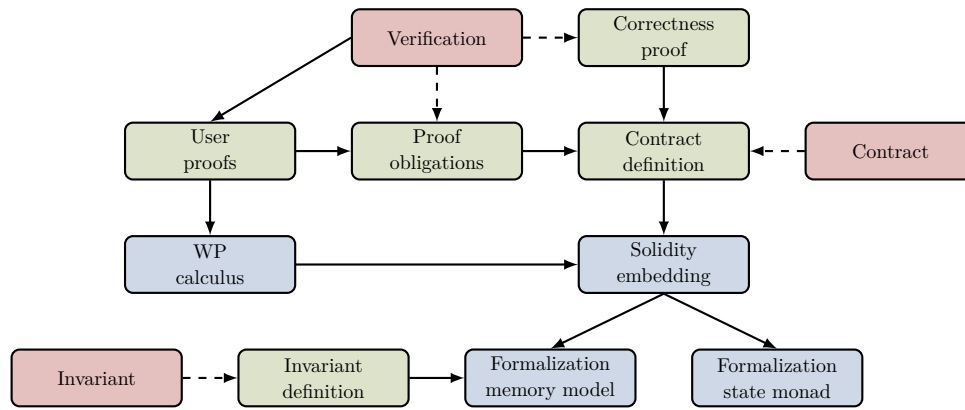 Verification
Correctness
proof
User
proofs
Proof
obligations
Contract
definition
Contract
WP
calculus
Solidity
embedding
Invariant
Invariant
definition
Formalization
memory model
Formalization
state monad